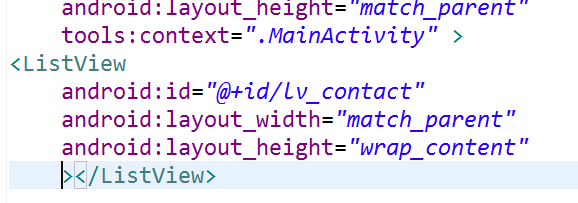 android:layout_height="match_parent"
tools:context=".MainActivity" >
<ListView
android:id="@+id/lv_contact"
android:layout_width="match_parent"
android:layout_height="wrap_content"
></ListView>